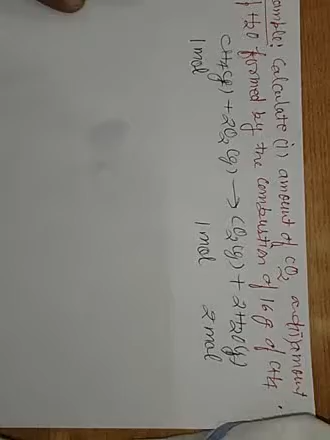 ample: Calculate (i) amount of CO2 and (ii) amount
f H2O formed by the combustion of 16 g of CH4.
CH4(g) + 2O2(g) → CO2(g) + 2H2O(g)
1 mol 1 mol 2 mol